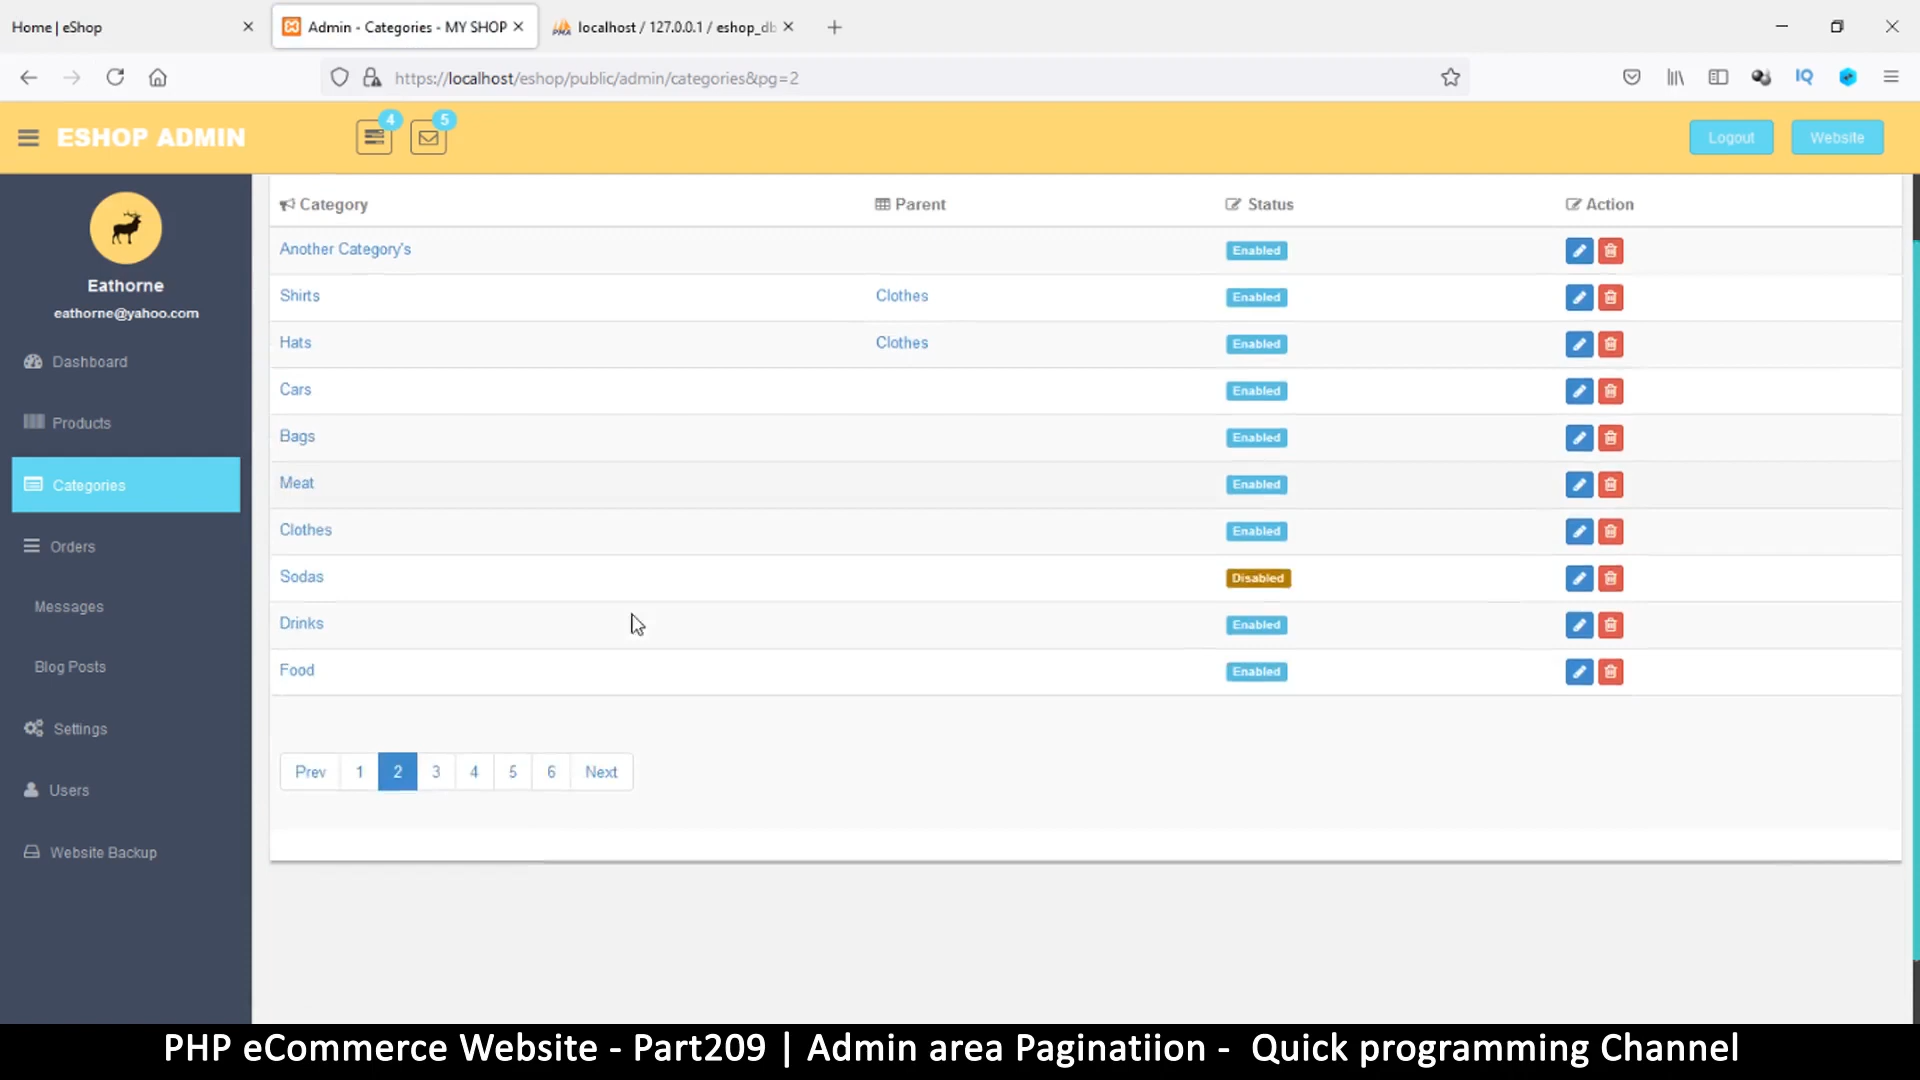 Home | eShop
Admin - Categories - MY SHOP
localhost / 127.0.0.1 / eshop_db
https://localhost/eshop/public/admin/categories&pg=2
IQ
ESHOP ADMIN
4
5
Logout
Website
Eathorne
eathorne@yahoo.com
Dashboard
Products
Categories
Orders
Messages
Blog Posts
Settings
Users
Website Backup
Category Parent Status Action
Another Category's Enabled
Shirts Clothes Enabled
Hats Clothes Enabled
Cars Enabled
Bags Enabled
Meat Enabled
Clothes Enabled
Sodas Disabled
Drinks Enabled
Food Enabled
Prev 1 2 3 4 5 6 Next
PHP eCommerce Website - Part209 | Admin area Paginatiion - Quick programming Channel